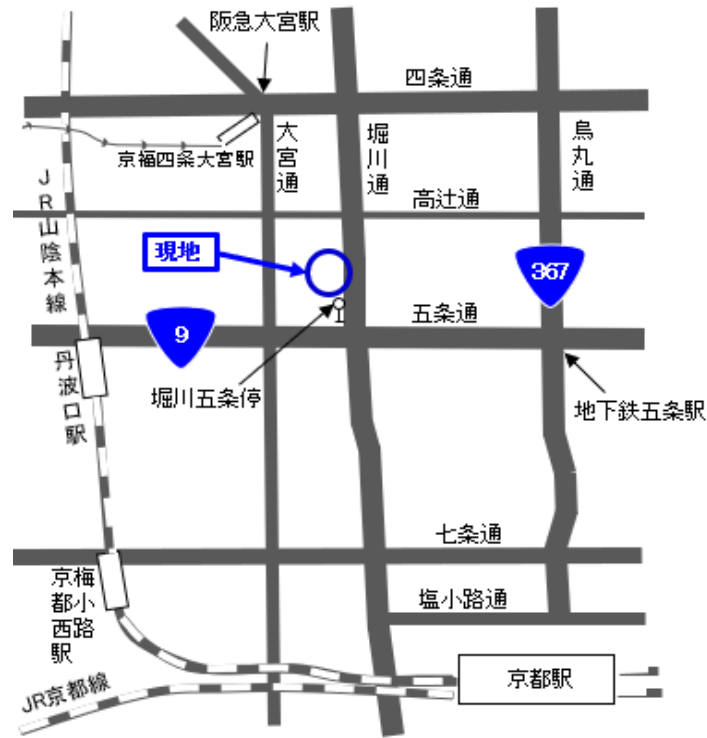 阪急大宮駅
四条通
京福四条大宮駅
大宮通
堀川通
烏丸通
JR山陰本線
高辻通
現地
367
9
五条通
丹波口駅
堀川五条停
地下鉄五条駅
七条通
梅小路
京都西駅
塩小路通
京都駅
JR京都線